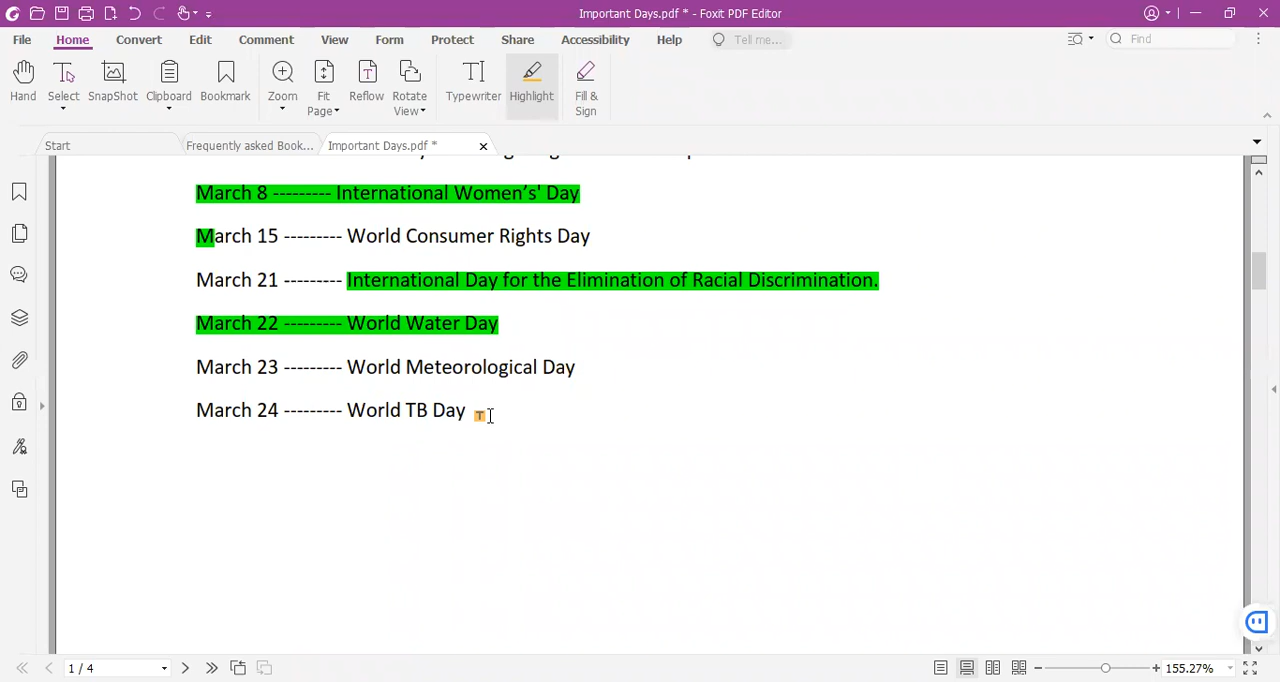 Important Days.pdf * - Foxit PDF Editor
File Home Convert Edit Comment View Form Protect Share Accessibility Help Tell me... Find
Hand Select SnapShot Clipboard Bookmark Zoom Fit Page Reflow Rotate View Typewriter Highlight Fill & Sign
Start Frequently asked Book... Important Days.pdf *
March 8 --------- International Women's' Day
March 15 --------- World Consumer Rights Day
March 21 --------- International Day for the Elimination of Racial Discrimination.
March 22 --------- World Water Day
March 23 --------- World Meteorological Day
March 24 --------- World TB Day
1 / 4 155.27%